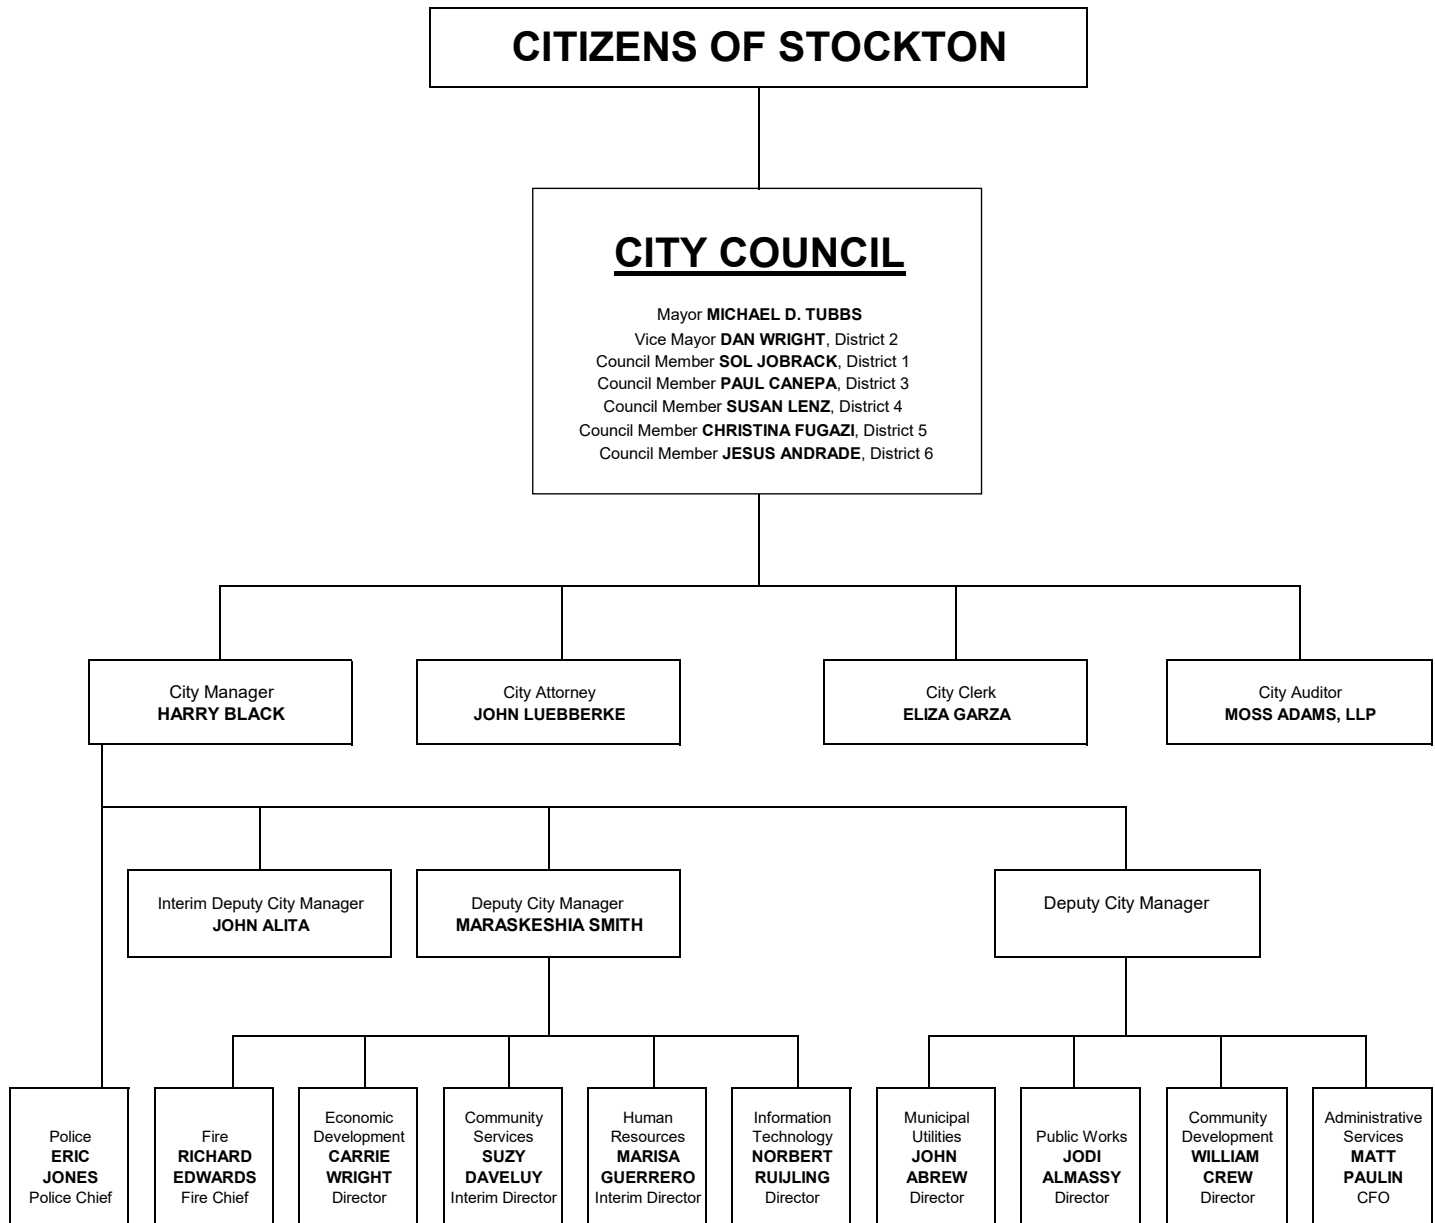 CITIZENS OF STOCKTON
CITY COUNCIL
Mayor MICHAEL D. TUBBS
Vice Mayor DAN WRIGHT, District 2
Council Member SOL JOBRACK, District 1
Council Member PAUL CANEPA, District 3
Council Member SUSAN LENZ, District 4
Council Member CHRISTINA FUGAZI, District 5
Council Member JESUS ANDRADE, District 6
City Manager
HARRY BLACK
City Attorney
JOHN LUEBBERKE
City Clerk
ELIZA GARZA
City Auditor
MOSS ADAMS, LLP
Interim Deputy City Manager
JOHN ALITA
Deputy City Manager
MARASKESHIA SMITH
Deputy City Manager
Police
ERIC
JONES
Police Chief
Fire
RICHARD
EDWARDS
Fire Chief
Economic
Development
CARRIE
WRIGHT
Director
Community
Services
SUZY
DAVELUY
Interim Director
Human
Resources
MARISA
GUERRERO
Interim Director
Information
Technology
NORBERT
RUIJLING
Director
Municipal
Utilities
JOHN
ABREW
Director
Public Works
JODI
ALMASSY
Director
Community
Development
WILLIAM
CREW
Director
Administrative
Services
MATT
PAULIN
CFO